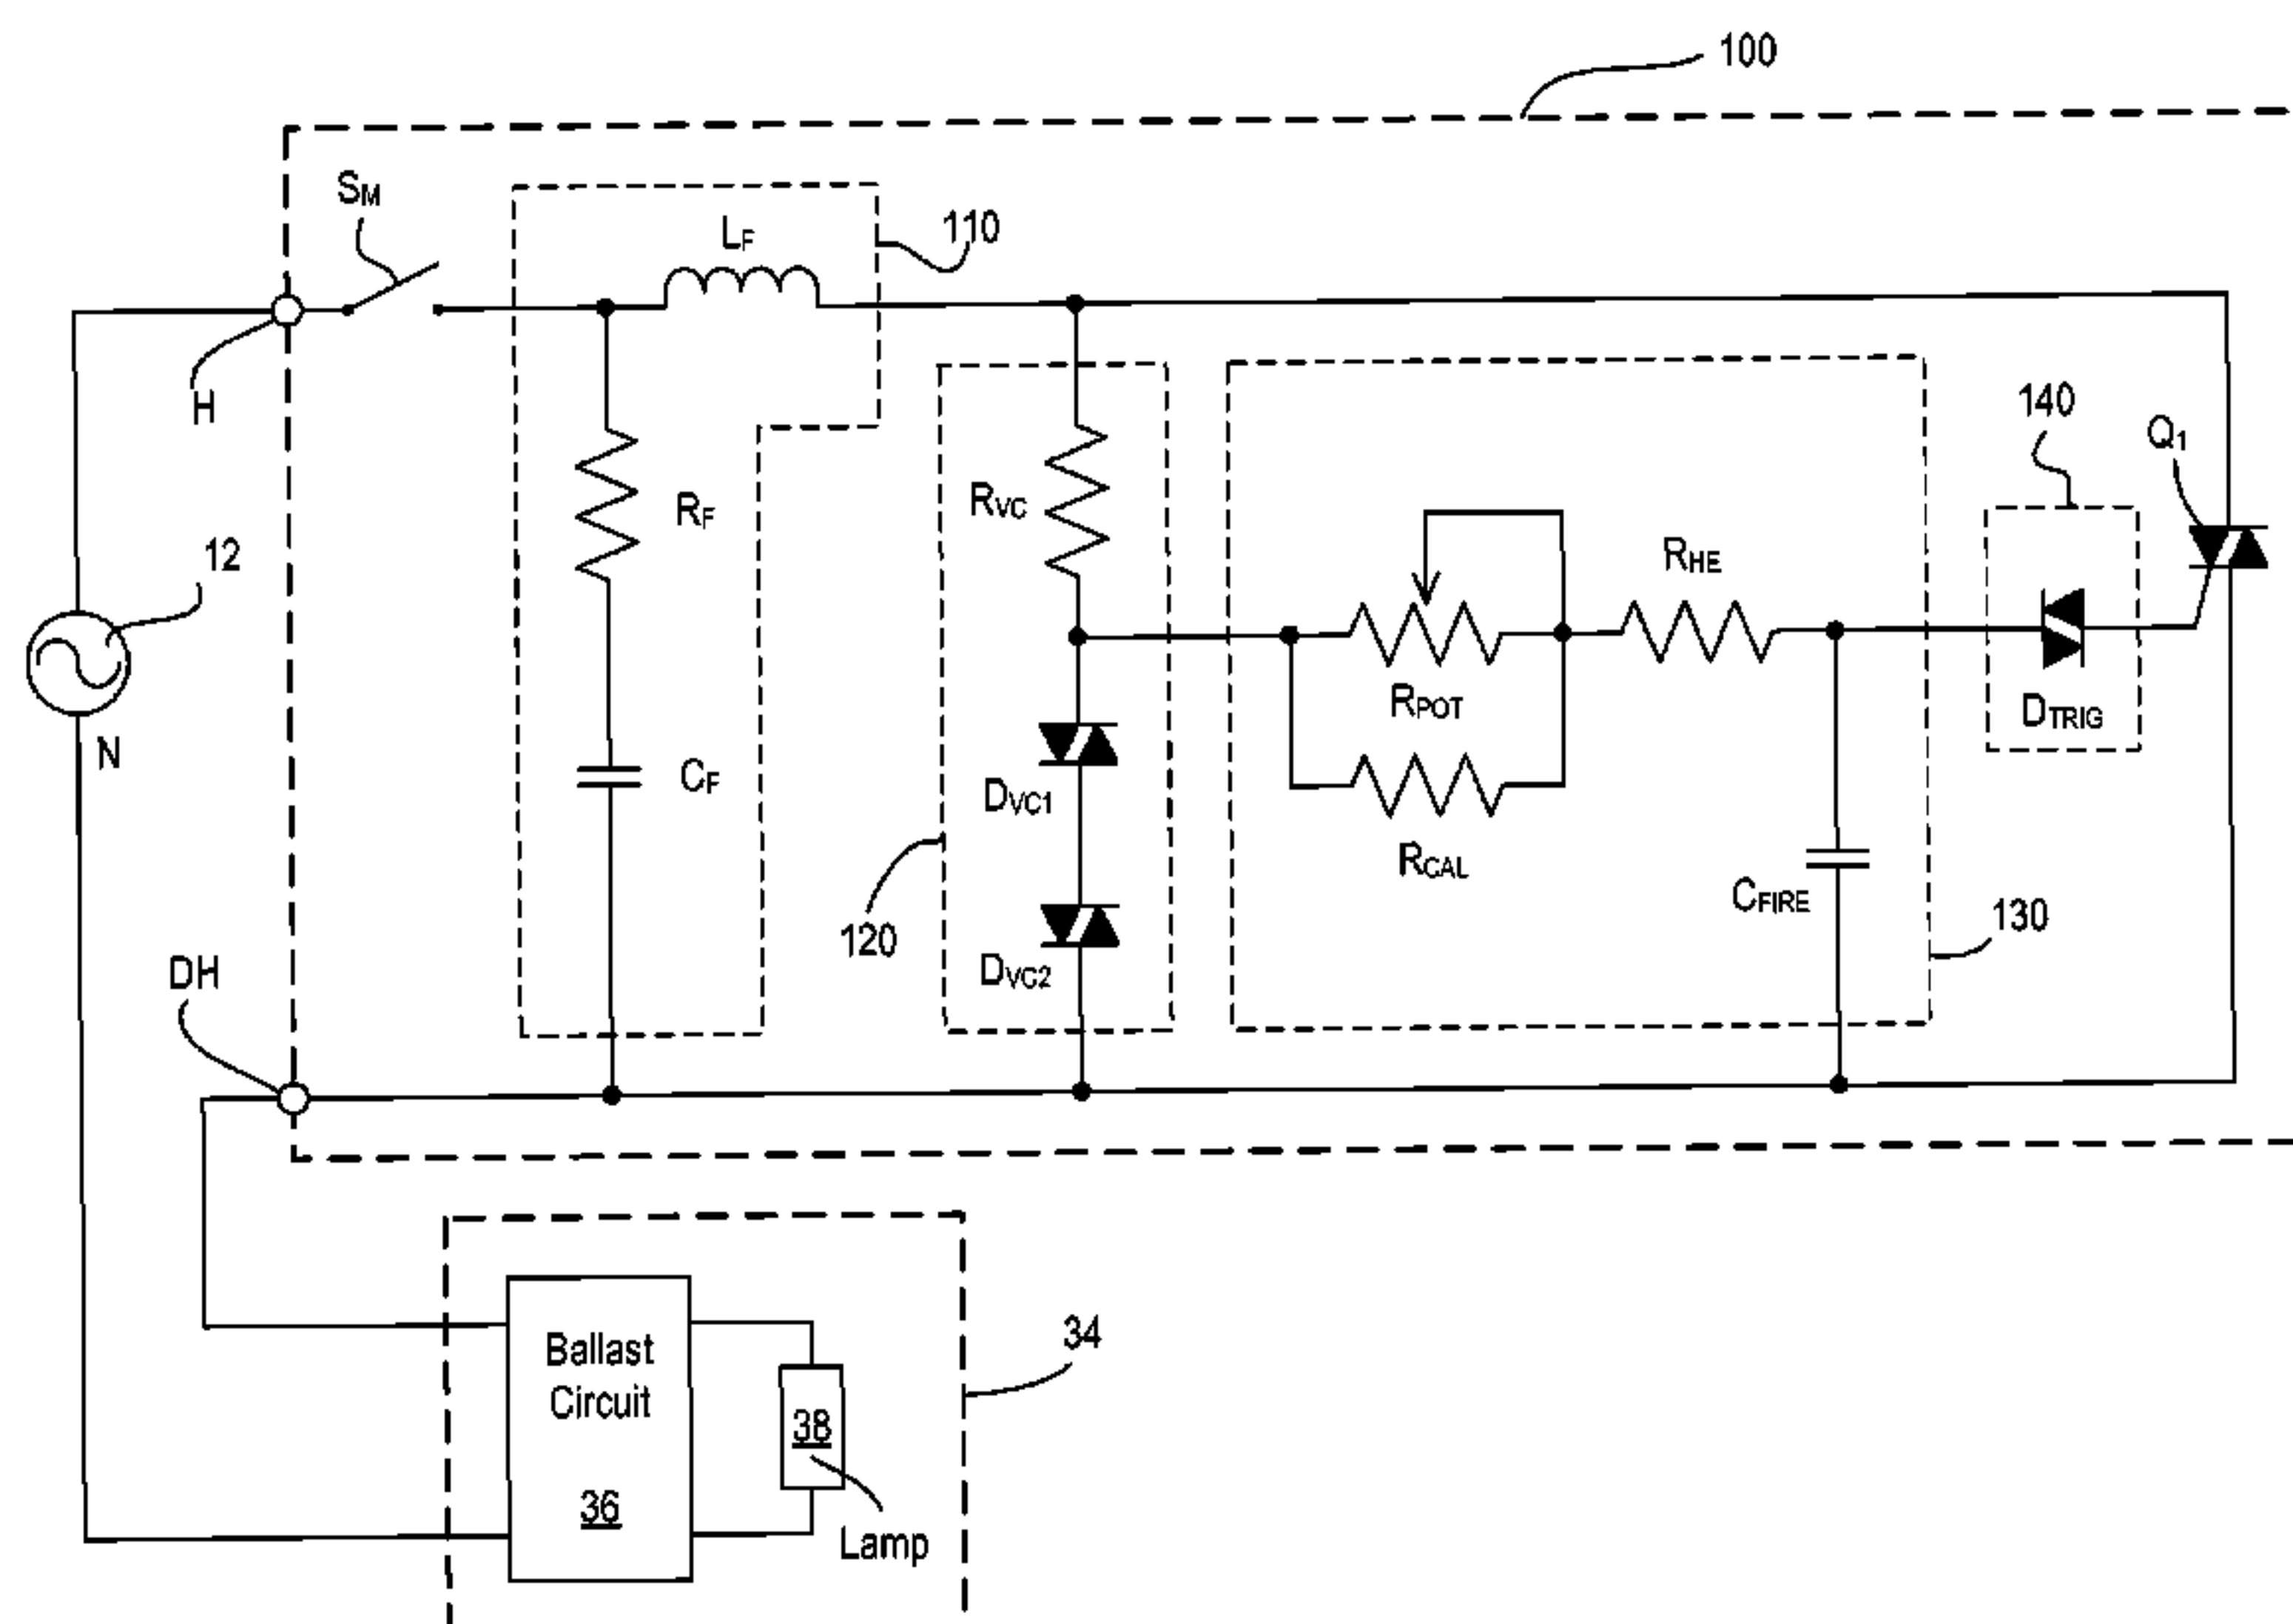 100
SM
LF
110
H
RF
RVC
140
Q1
12
RHE
N
CF
RPOT
DTRIG
DVC1
RCAL
CFIRE
130
120
DH
DVC2
34
Ballast
Circuit
36
38
Lamp